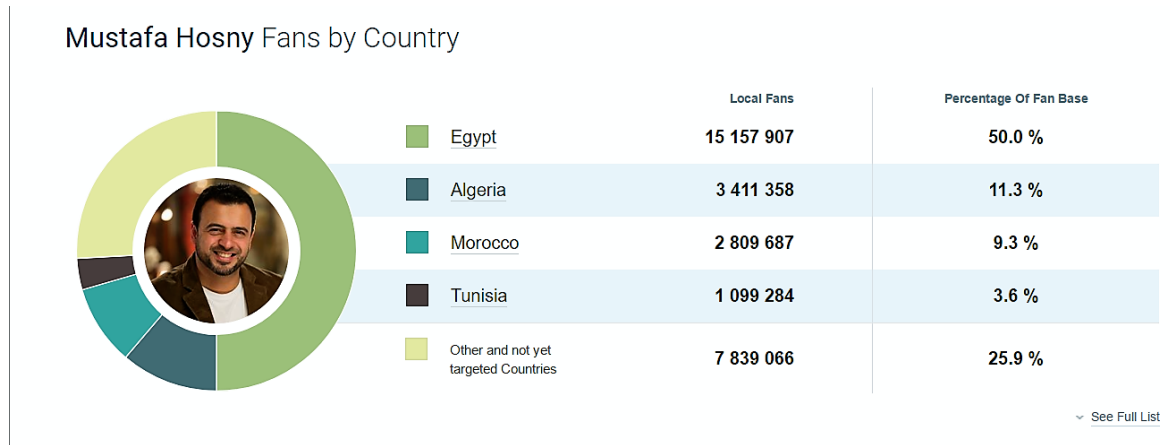 Mustafa Hosny Fans by Country
Local Fans Percentage Of Fan Base
Egypt 15 157 907 50.0 %
Algeria 3 411 358 11.3 %
Morocco 2 809 687 9.3 %
Tunisia 1 099 284 3.6 %
Other and not yet
targeted Countries 7 839 066 25.9 %
See Full List